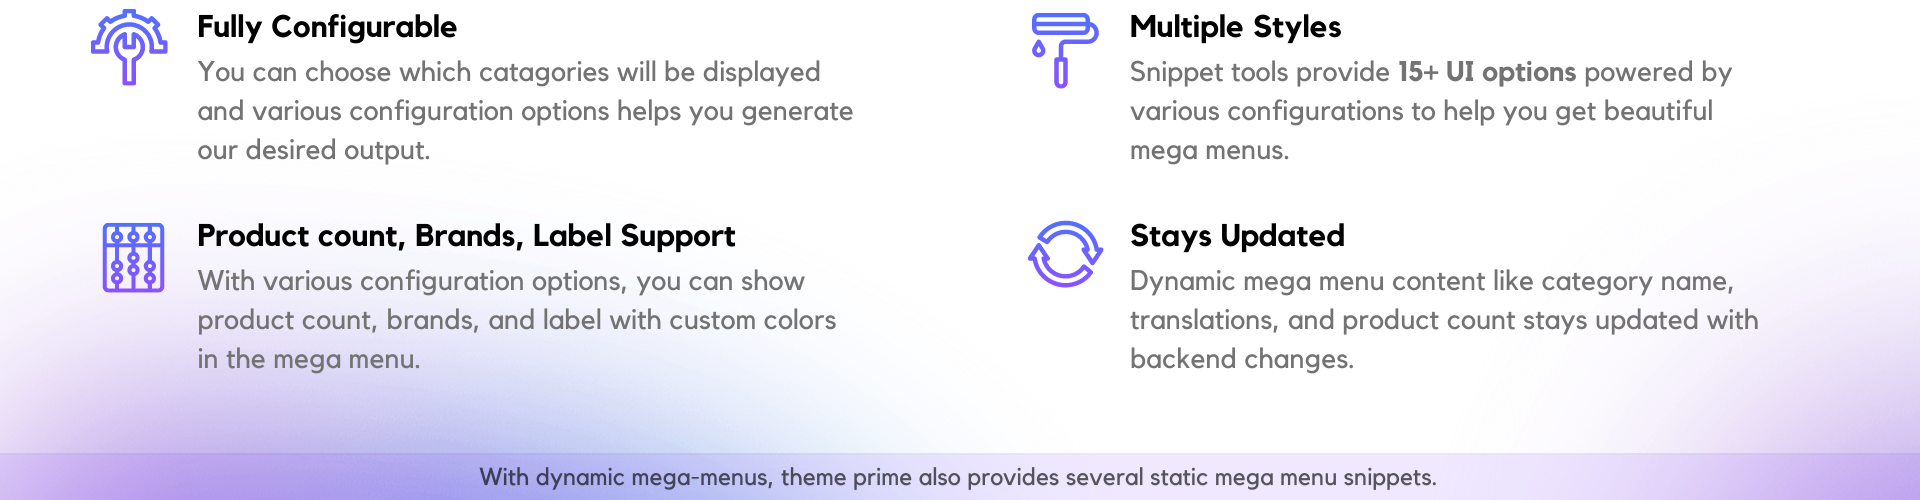 Fully Configurable
You can choose which catagories will be displayed
and various configuration options helps you generate
our desired output.
Multiple Styles
Snippet tools provide 15+ UI options powered by
various configurations to help you get beautiful
mega menus.
Product count, Brands, Label Support
With various configuration options, you can show
product count, brands, and label with custom colors
in the mega menu.
Stays Updated
Dynamic mega menu content like category name,
translations, and product count stays updated with
backend changes.
With dynamic mega-menus, theme prime also provides several static mega menu snippets.